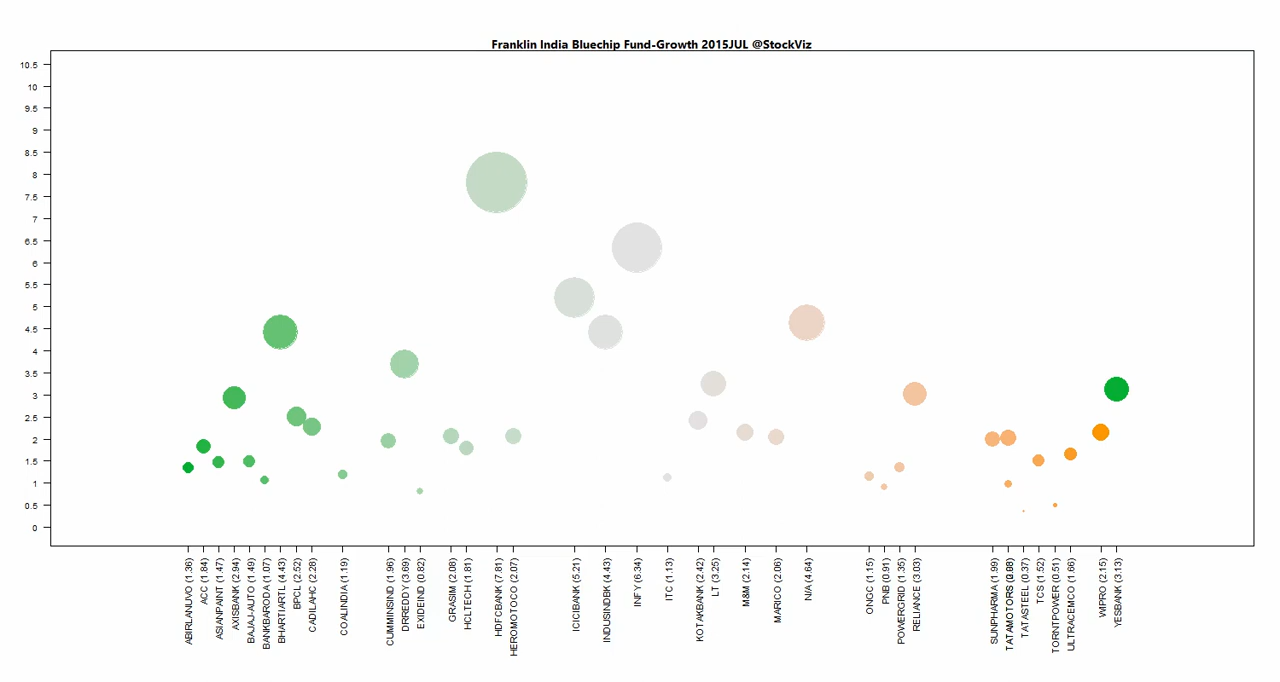 Franklin India Bluechip Fund-Growth 2015JUL @StockViz
10.5
10
9.5
9
8.5
8
7.5
7
6.5
6
5.5
5
4.5
4
3.5
3
2.5
2
1.5
1
0.5
0
ABIRLANUVO (1.36)
ACC (1.84)
ASIANPAINT (1.47)
AXISBANK (2.94)
BAJAJ-AUTO (1.49)
BANKBARODA (1.07)
BHARTIARTL (4.43)
BPCL (2.52)
CADILAHC (2.28)
COALINDIA (1.19)
CUMMINSIND (1.96)
DRREDDY (3.69)
EXIDEIND (0.82)
GRASIM (2.08)
HCLTECH (1.81)
HDFCBANK (7.81)
HEROMOTOCO (2.07)
ICICIBANK (5.21)
INDUSINDBK (4.43)
INFY (6.34)
ITC (1.13)
KOTAKBANK (2.42)
LT (3.25)
M&M (2.14)
MARICO (2.06)
N/A (4.64)
ONGC (1.15)
PNB (0.91)
POWERGRID (1.35)
RELIANCE (3.03)
SUNPHARMA (1.99)
TATAMOTORS
TATASTEEL (0.37)
TCS (1.52)
TORNTPOWER (0.51)
ULTRACEMCO (1.66)
WIPRO (2.15)
YESBANK (3.13)